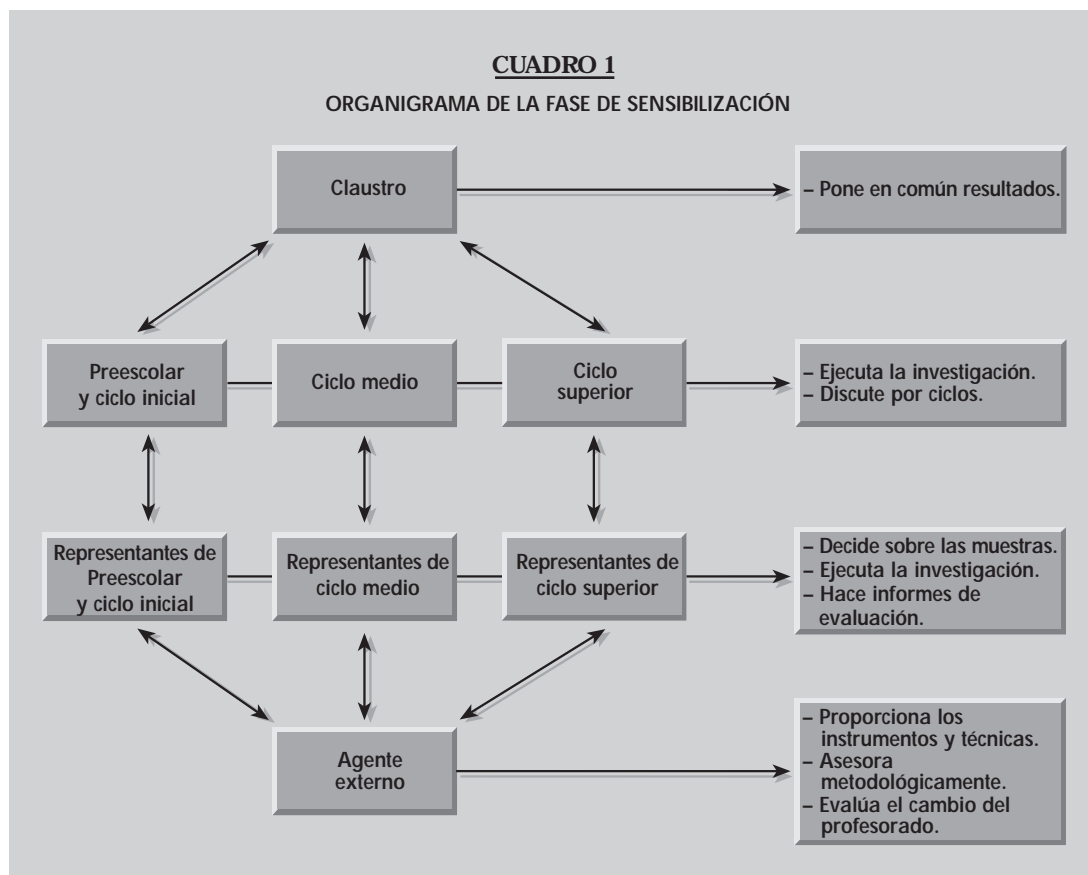 CUADRO 1
ORGANIGRAMA DE LA FASE DE SENSIBILIZACIÓN
Claustro
– Pone en común resultados.
Preescolar
y ciclo inicial
Ciclo medio
Ciclo
superior
– Ejecuta la investigación.
– Discute por ciclos.
Representantes de
Preescolar
y ciclo inicial
Representantes de
ciclo medio
Representantes de
ciclo superior
– Decide sobre las muestras.
– Ejecuta la investigación.
– Hace informes de
evaluación.
Agente
externo
– Proporciona los
instrumentos y técnicas.
– Asesora
metodológicamente.
– Evalúa el cambio del
profesorado.